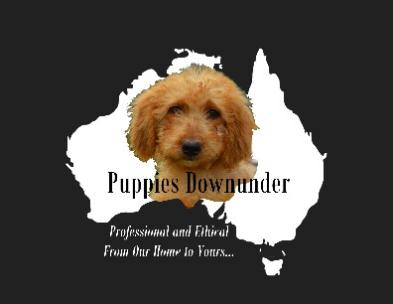 Puppies Downunder
Professional and Ethical
From Our Home to Yours...